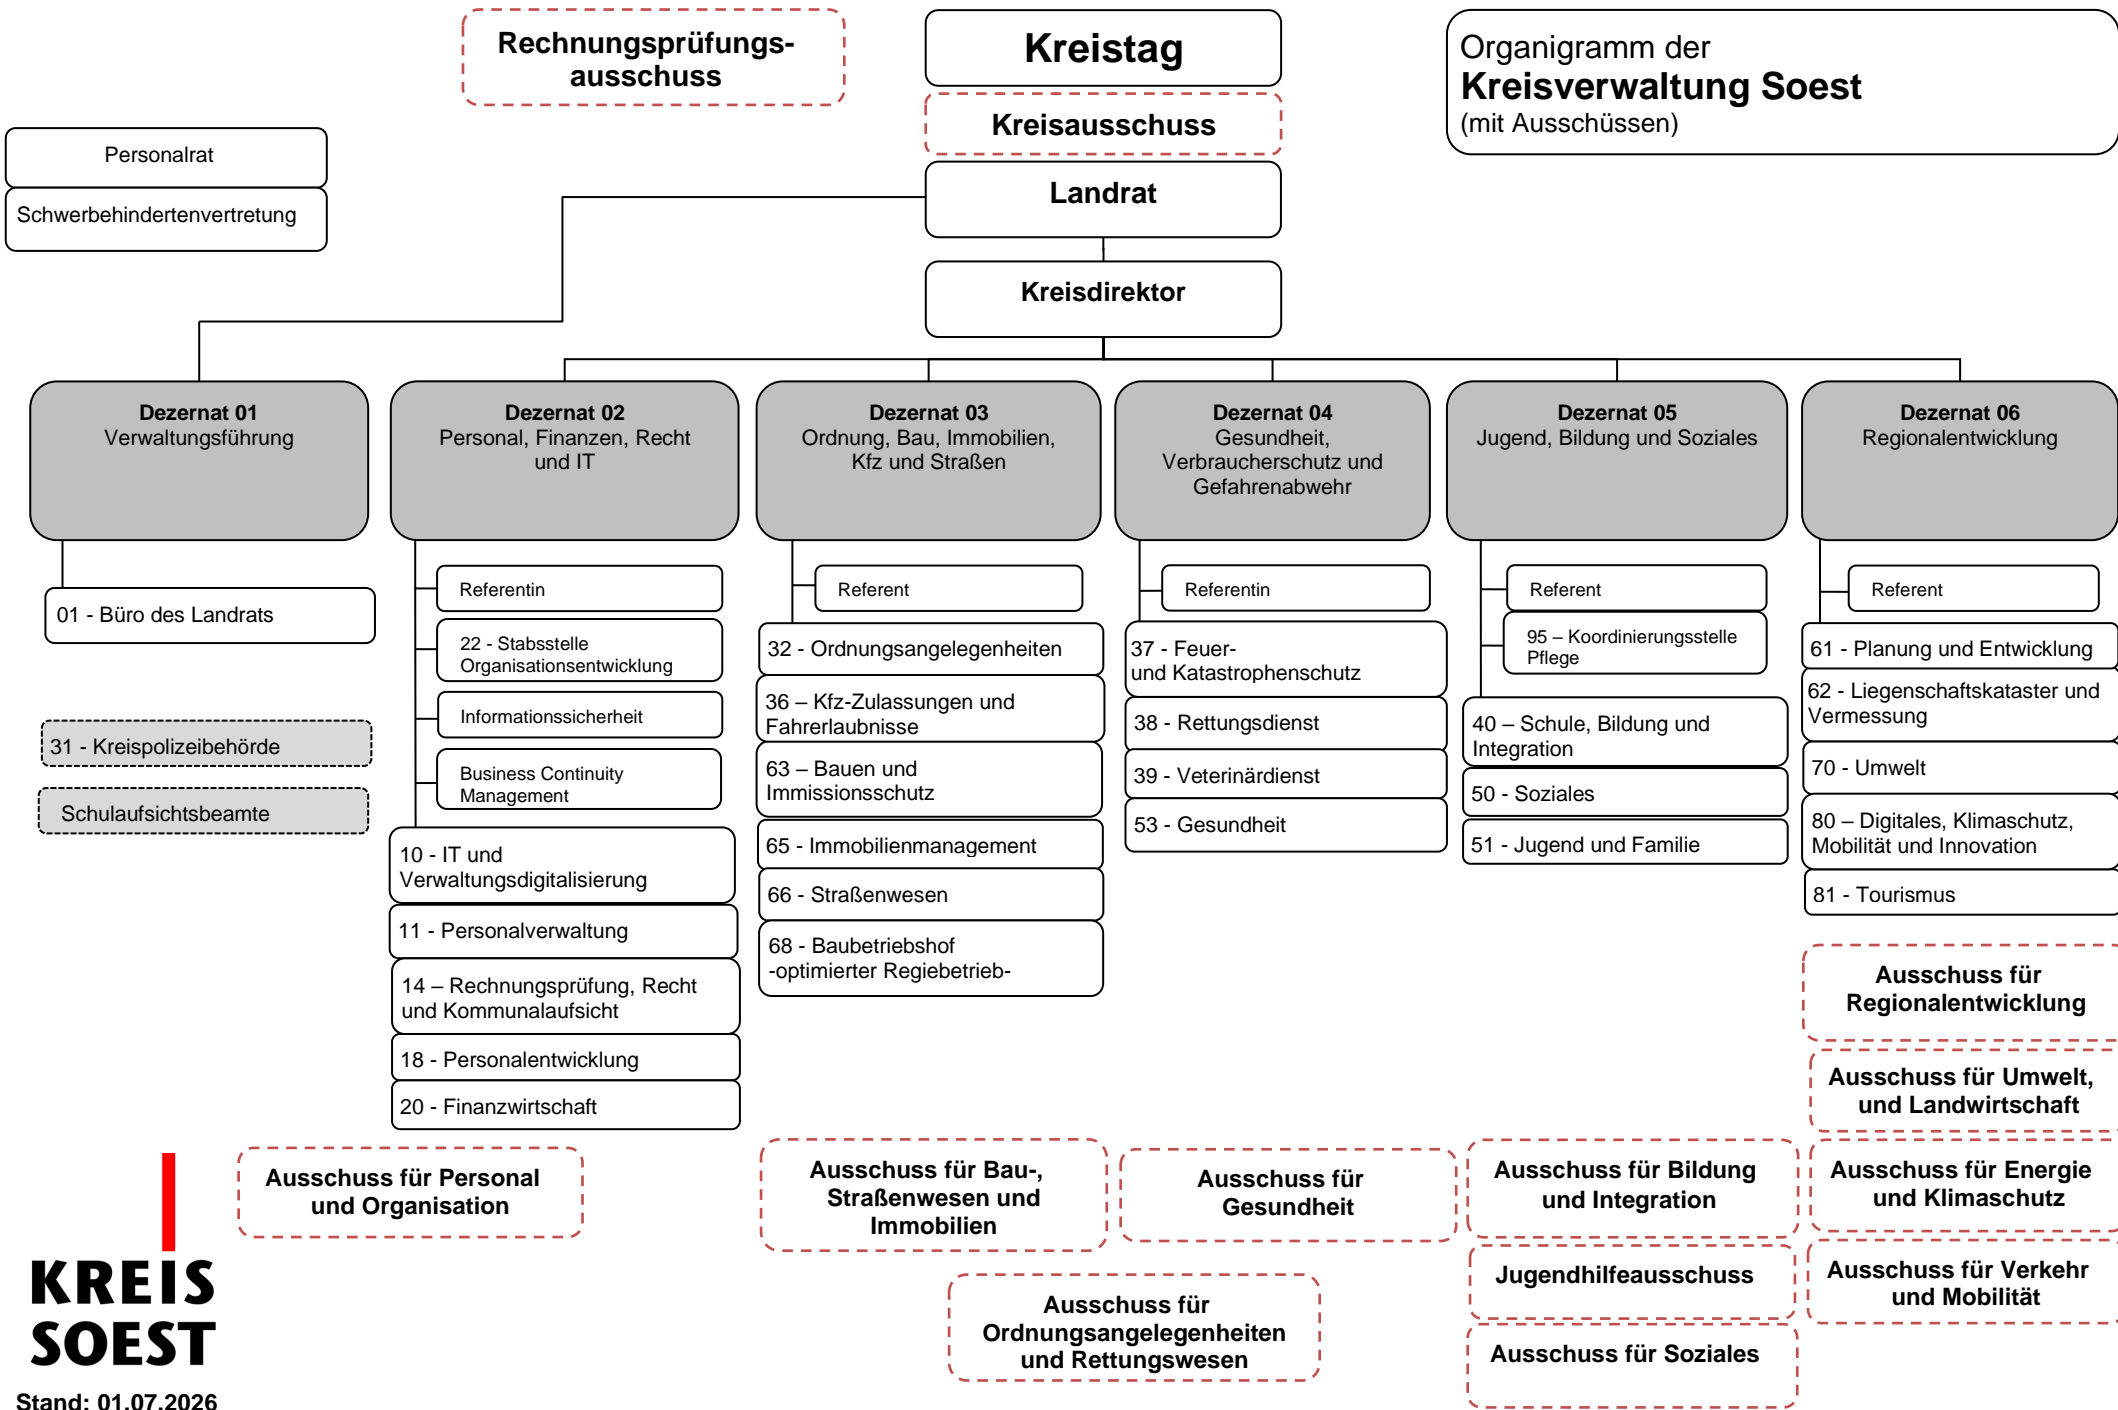 Rechnungsprüfungs-
ausschuss
Kreistag
Kreisausschuss
Landrat
Kreisdirektor
Organigramm der
Kreisverwaltung Soest
(mit Ausschüssen)
Personalrat
Schwerbehindertenvertretung
Dezernat 01
Verwaltungsführung
01 - Büro des Landrats
31 - Kreispolizeibehörde
Schulaufsichtsbeamte
Dezernat 02
Personal, Finanzen, Recht
und IT
Referentin
22 - Stabsstelle
Organisationsentwicklung
Informationssicherheit
Business Continuity
Management
10 - IT und
Verwaltungsdigitalisierung
11 - Personalverwaltung
14 – Rechnungsprüfung, Recht
und Kommunalaufsicht
18 - Personalentwicklung
20 - Finanzwirtschaft
Dezernat 03
Ordnung, Bau, Immobilien,
Kfz und Straßen
Referent
32 - Ordnungsangelegenheiten
36 – Kfz-Zulassungen und
Fahrerlaubnisse
63 – Bauen und
Immissionsschutz
65 - Immobilienmanagement
66 - Straßenwesen
68 - Baubetriebshof
-optimierter Regiebetrieb-
Dezernat 04
Gesundheit,
Verbraucherschutz und
Gefahrenabwehr
Referentin
37 - Feuer-
und Katastrophenschutz
38 - Rettungsdienst
39 - Veterinärdienst
53 - Gesundheit
Dezernat 05
Jugend, Bildung und Soziales
Referent
95 – Koordinierungsstelle
Pflege
40 – Schule, Bildung und
Integration
50 - Soziales
51 - Jugend und Familie
Dezernat 06
Regionalentwicklung
Referent
61 - Planung und Entwicklung
62 - Liegenschaftskataster und
Vermessung
70 - Umwelt
80 – Digitales, Klimaschutz,
Mobilität und Innovation
81 - Tourismus
Ausschuss für
Regionalentwicklung
Ausschuss für Umwelt,
und Landwirtschaft
Ausschuss für Personal
und Organisation
Ausschuss für Bau-,
Straßenwesen und
Immobilien
Ausschuss für
Gesundheit
Ausschuss für Bildung
und Integration
Ausschuss für Energie
und Klimaschutz
Ausschuss für
Ordnungsangelegenheiten
und Rettungswesen
Jugendhilfeausschuss
Ausschuss für Verkehr
und Mobilität
Ausschuss für Soziales
KREIS
SOEST
Stand: 01.07.2026